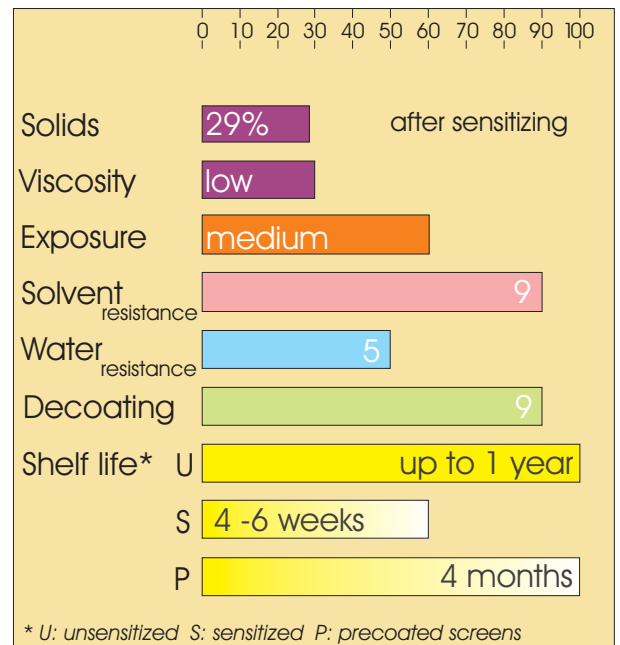 0 10 20 30 40 50 60 70 80 90 100
Solids 29% after sensitizing
Viscosity low
Exposure medium
Solvent resistance 9
Water resistance 5
Decoating 9
Shelf life* U up to 1 year
S 4 -6 weeks
P 4 months
* U: unsensitized S: sensitized P: precoated screens